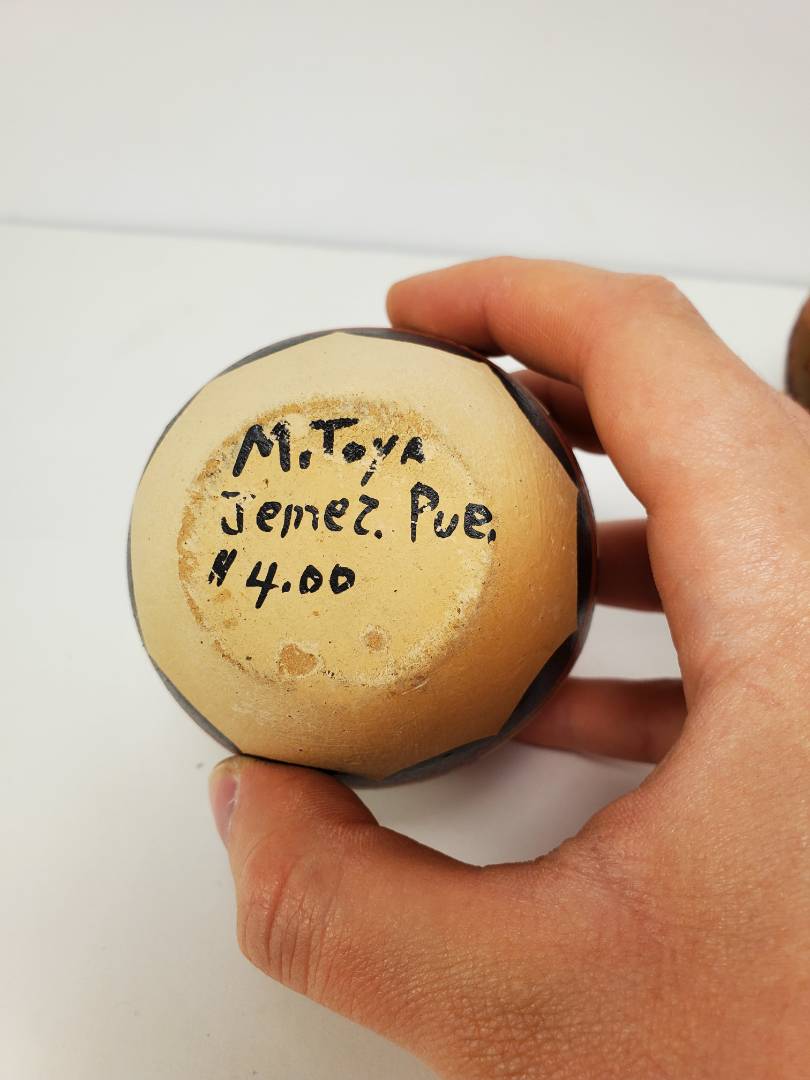 M. Toya
Jemez. Pue.
$4.00